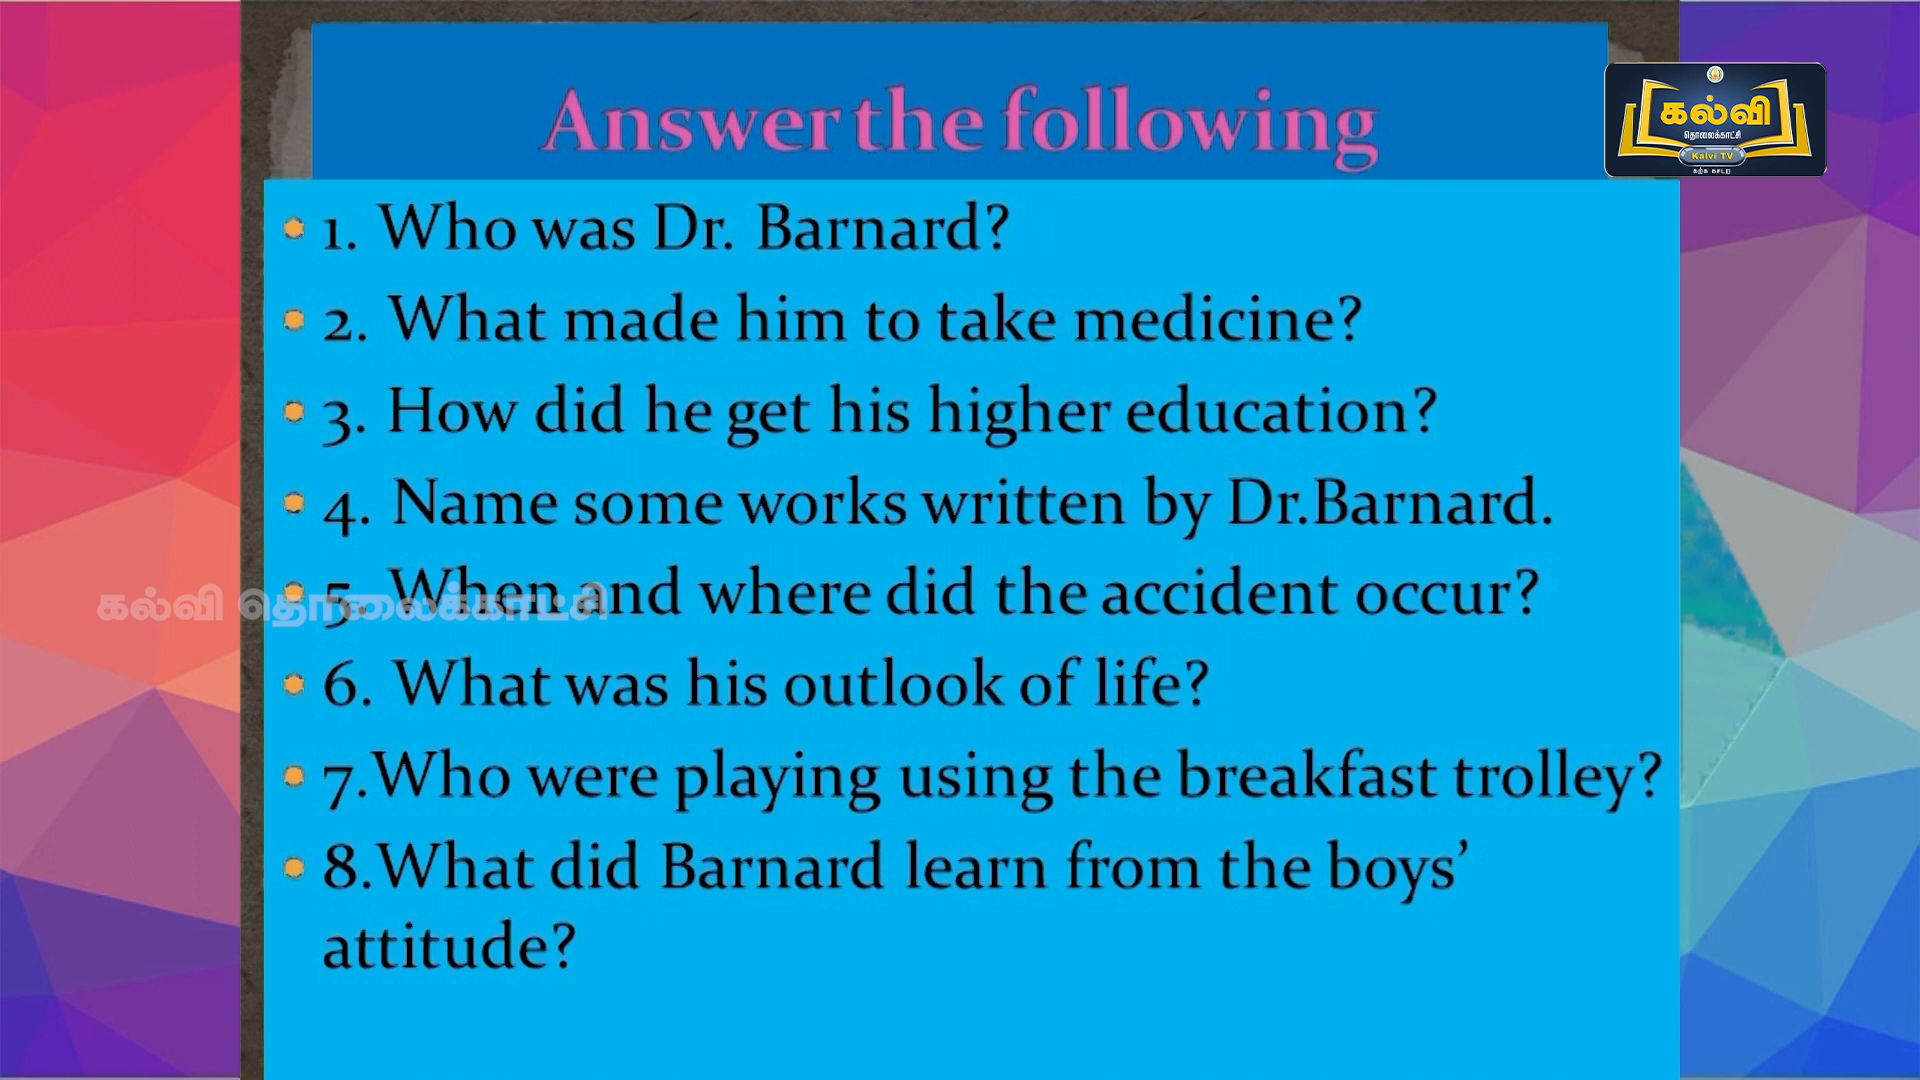 Answer the following
கல்வி
தொலைக்காட்சி
Kalvi TV
கற்க கசடற
• 1. Who was Dr. Barnard?
• 2. What made him to take medicine?
• 3. How did he get his higher education?
• 4. Name some works written by Dr.Barnard.
• 5. When and where did the accident occur?
கல்வி தொலைக்காட்சி
• 6. What was his outlook of life?
• 7.Who were playing using the breakfast trolley?
• 8.What did Barnard learn from the boys’
attitude?